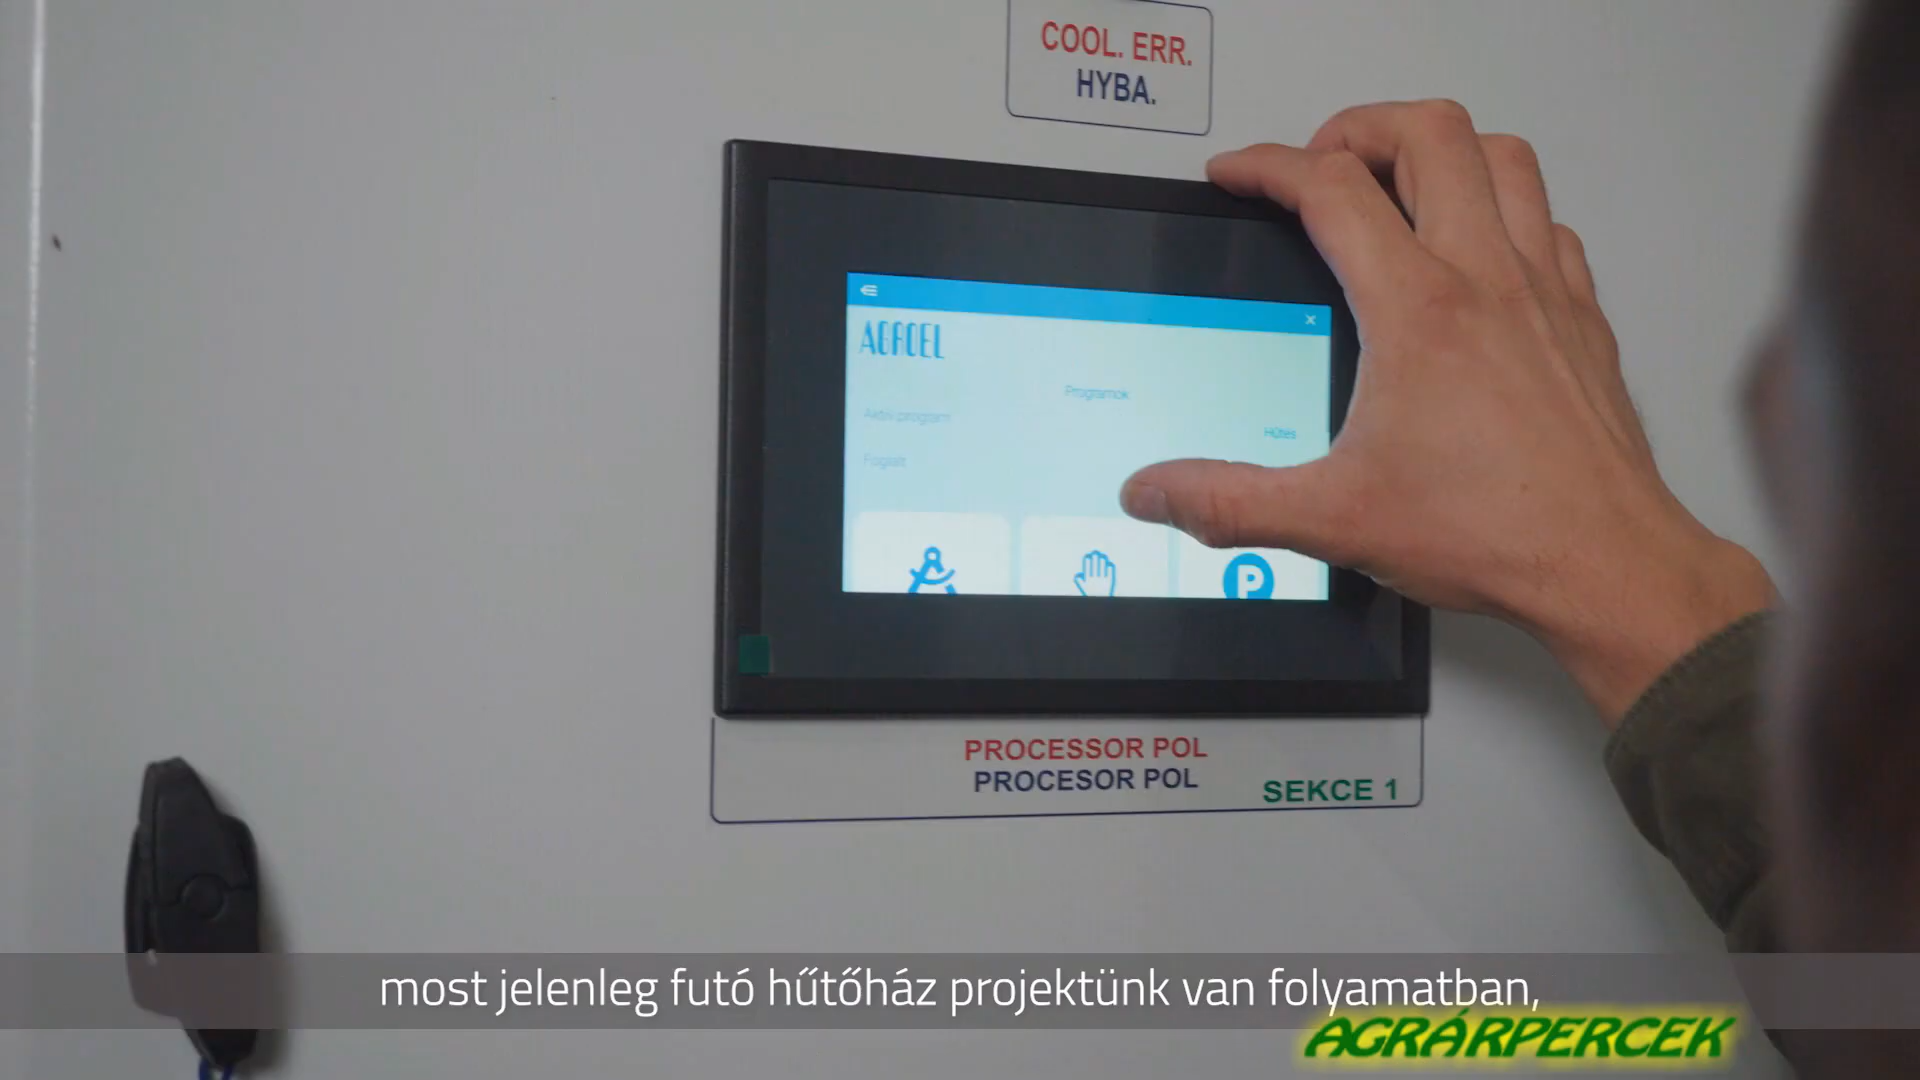 COOL. ERR.
HYBA.
AGROEL
Programok
Aktív program
Hűtés
Foglalt
P
PROCESSOR POL
PROCESOR POL
SEKCE 1
most jelenleg futó hűtőház projektünk van folyamatban,
AGRÁRPERCEK